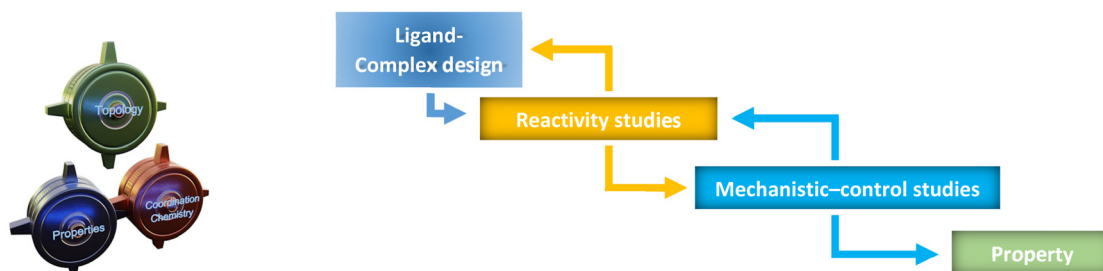 Topology
Properties
Coordination
Chemistry
Ligand-
Complex design
Reactivity studies
Mechanistic–control studies
Property